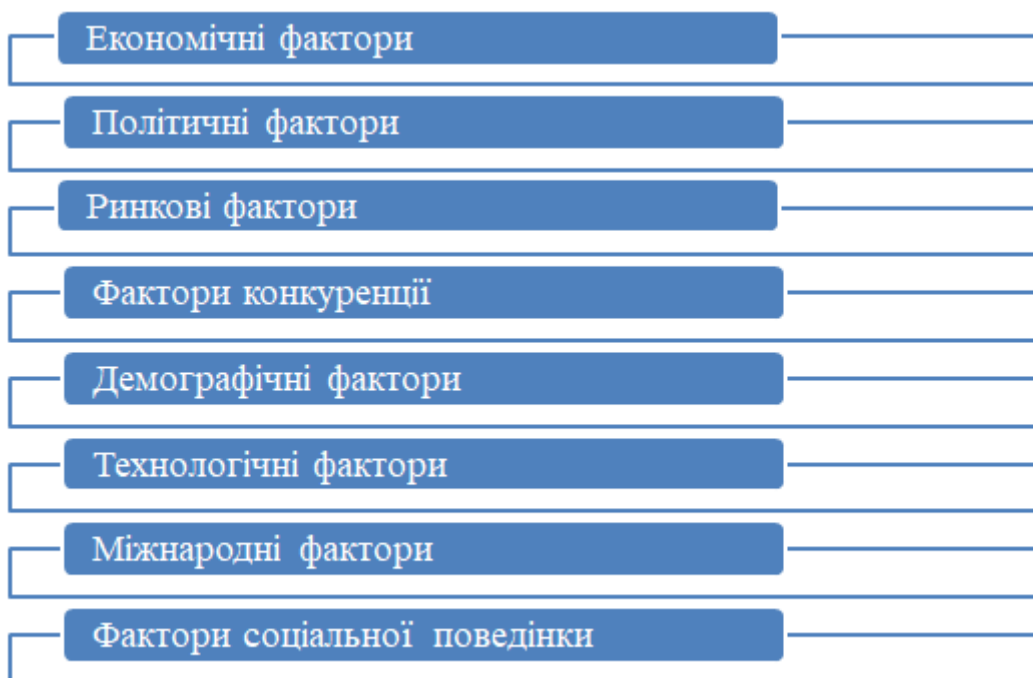 Економічні фактори
Політичні фактори
Ринкові фактори
Фактори конкуренції
Демографічні фактори
Технологічні фактори
Міжнародні фактори
Фактори соціальної поведінки